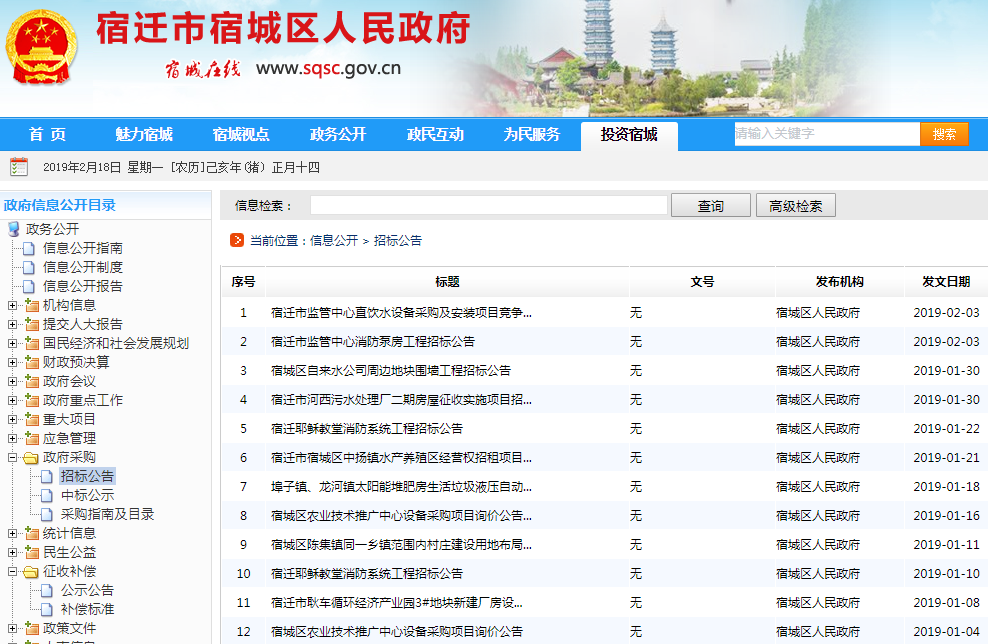 宿迁市宿城区人民政府
宿城在线 www.sqsc.gov.cn
首 页 魅力宿城 宿城视点 政务公开 政民互动 为民服务 投资宿城 请输入关键字 搜索
2019年2月18日 星期一 [农历]己亥年(猪) 正月十四
政府信息公开目录
政务公开
信息公开指南
信息公开制度
信息公开报告
机构信息
提交人大报告
国民经济和社会发展规划
财政预决算
政府会议
政府重点工作
重大项目
应急管理
政府采购
招标公告
中标公示
采购指南及目录
统计信息
民生公益
征收补偿
公示公告
补偿标准
政策文件
信息检索： 查询 高级检索
当前位置：信息公开 > 招标公告
序号 标题 文号 发布机构 发文日期
1 宿迁市监管中心直饮水设备采购及安装项目竞争... 无 宿城区人民政府 2019-02-03
2 宿迁市监管中心消防泵房工程招标公告 无 宿城区人民政府 2019-02-03
3 宿城区自来水公司周边地块围墙工程招标公告 无 宿城区人民政府 2019-01-30
4 宿迁市河西污水处理厂二期房屋征收实施项目招... 无 宿城区人民政府 2019-01-30
5 宿迁耶稣教堂消防系统工程招标公告 无 宿城区人民政府 2019-01-22
6 宿迁市宿城区中扬镇水产养殖区经营权招租项目... 无 宿城区人民政府 2019-01-21
7 埠子镇、龙河镇太阳能堆肥房生活垃圾液压自动... 无 宿城区人民政府 2019-01-18
8 宿城区农业技术推广中心设备采购项目询价公告... 无 宿城区人民政府 2019-01-16
9 宿城区陈集镇同一乡镇范围内村庄建设用地布局... 无 宿城区人民政府 2019-01-11
10 宿迁耶稣教堂消防系统工程招标公告 无 宿城区人民政府 2019-01-10
11 宿迁市耿车循环经济产业园3#地块新建厂房设... 无 宿城区人民政府 2019-01-08
12 宿城区农业技术推广中心设备采购项目询价公告 无 宿城区人民政府 2019-01-04